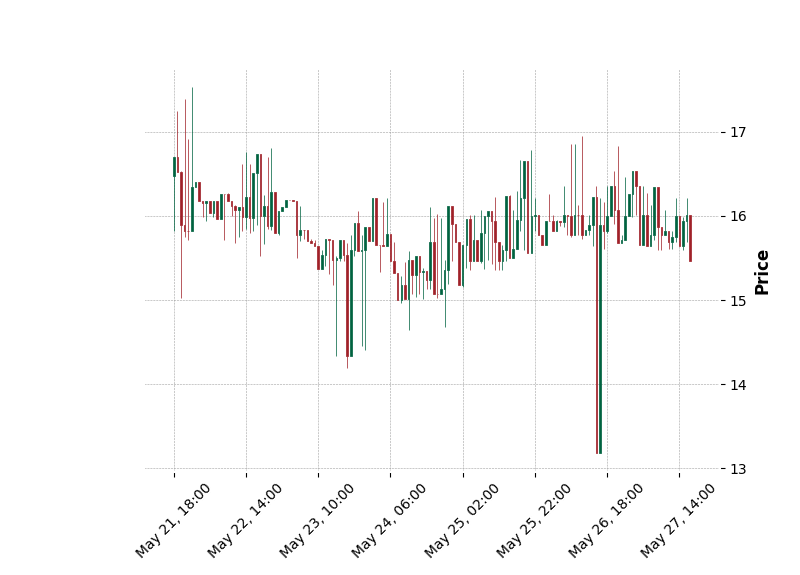 17
16
15
14
13
Price
May 21, 18:00
May 22, 14:00
May 23, 10:00
May 24, 06:00
May 25, 02:00
May 25, 22:00
May 26, 18:00
May 27, 14:00